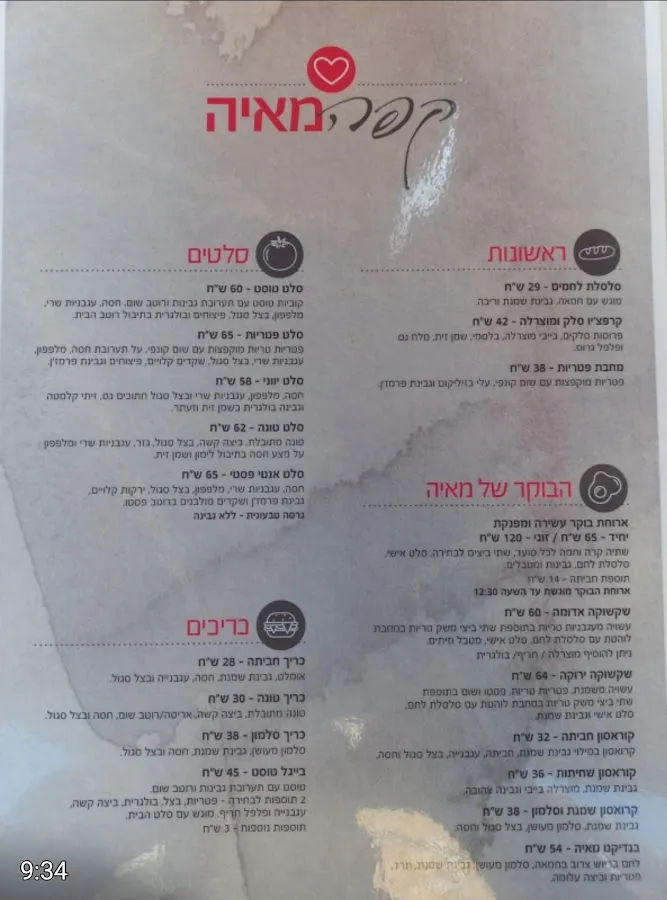 קפה מאיה
ראשונות
סלסלת לחמים - 29 ש"ח
מוגש עם חמאה, גבינת שמנת וריבה.
קרפצ'יו סלק ומוצרלה - 42 ש"ח
פרוסות סלקים, בייבי מוצרלה, בלסמי, שמן זית, מלח גס
ופלפל גרוס.
מחבת פטריות - 38 ש"ח
פטריות מוקפצות עם שום קונפי, עלי בזיליקום וגבינת פרמז'ן.
הבוקר של מאיה
ארוחת בוקר עשירה ומפנקת
יחיד - 65 ש"ח / זוגי - 120 ש"ח
שתיה קרה וחמה לכל סועד, שתי ביצים לבחירה, סלט אישי,
סלסלת לחם, גבינות ומטבלים.
תוספת חביתה - 14 ש"ח
ארוחת הבוקר מוגשת עד השעה 12:30
שקשוקה אדומה - 60 ש"ח
עשויה מעגבניות טריות בתוספת שתי ביצי משק טריות במחבת
לוהטת עם סלסלת לחם, סלט אישי, מטבל וזיתים.
ניתן להוסיף מוצרלה / חריף/ בולגרית
שקשוקה ירוקה - 64 ש"ח
עשויה משמנת, פטריות טריות, פסטו ושום בתוספת
שתי ביצי משק טריות במחבת לוהטת עם סלסלת לחם,
סלט אישי וגבינת שמנת.
קוראסון חביתה - 32 ש"ח
קרואסון במילוי גבינת שמנת, חביתה, עגבנייה, בצל סגול וחסה.
קוראסון שחיתות - 36 ש"ח
גבינת שמנת, מוצרלה בייבי וגבינה צהובה.
קרואסון שמנת וסלמון - 38 ש"ח
גבינת שמנת, סלמון מעושן, בצל סגול וחסה.
בנדיקט מאיה - 54 ש"ח
לחם בריוש צרוב בחמאה, סלמון מעושן, גבינת שמנת, תרד,
פטריות וביצה עלומה.
סלטים
סלט טוסט - 60 ש"ח
קוביות טוסט עם תערובת גבינות ורוטב שום, חסה, עגבניות שרי,
מלפפון, בצל סגול, פיצוחים ובולגרית בתיבול רוטב הבית.
סלט פטריות - 65 ש"ח
פטריות טריות מוקפצות עם שום קונפי, על תערובת חסה, מלפפון,
עגבניות שרי, בצל סגול, שקדים קלויים, פיצוחים וגבינת פרמז'ן.
סלט יווני - 58 ש"ח
חסה, מלפפון, עגבניות שרי ובצל סגול חתוכים גס, זיתי קלמטה
וגבינה בולגרית בשמן זית וזעתר.
סלט טונה - 62 ש"ח
טונה מתובלת, ביצה קשה, בצל סגול, גזר, עגבניות שרי ומלפפון
על מצע חסה בתיבול לימון ושמן זית.
סלט אנטי פסטי - 65 ש"ח
חסה, עגבניות שרי, מלפפון, בצל סגול, ירקות קלויים,
גבינת פרמז'ן ושקדים מולבנים ברוטב פסטו.
גרסה טבעונית - ללא גבינה
כריכים
כריך חביתה - 28 ש"ח
אומלט, גבינת שמנת, חסה, עגבנייה ובצל סגול.
כריך טונה - 30 ש"ח
טונה מתובלת, ביצה קשה, אריסה/רוטב שום, חסה ובצל סגול.
כריך סלמון - 38 ש"ח
סלמון מעושן, גבינת שמנת, חסה ובצל סגול.
בייגל טוסט - 45 ש"ח
טוסט עם תערובת גבינות ורוטב שום.
2 תוספות לבחירה - פטריות, בצל, בולגרית, ביצה קשה,
עגבנייה ופלפל חריף. מוגש עם סלט הבית.
תוספות נוספות - 3 ש"ח
9:34